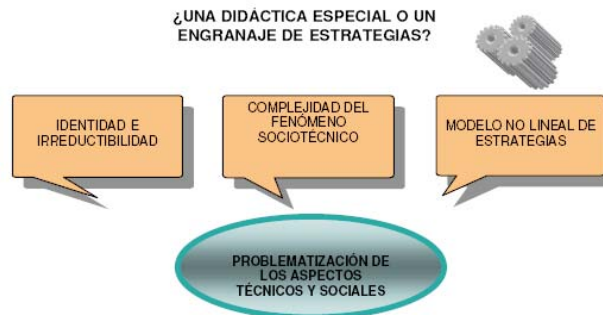 ¿UNA DIDÁCTICA ESPECIAL O UN
ENGRANAJE DE ESTRATEGIAS?
IDENTIDAD E
IRREDUCTIBILIDAD
COMPLEJIDAD DEL
FENÓMENO
SOCIOTÉCNICO
MODELO NO LINEAL DE
ESTRATEGIAS
PROBLEMATIZACIÓN DE
LOS ASPECTOS
TÉCNICOS Y SOCIALES